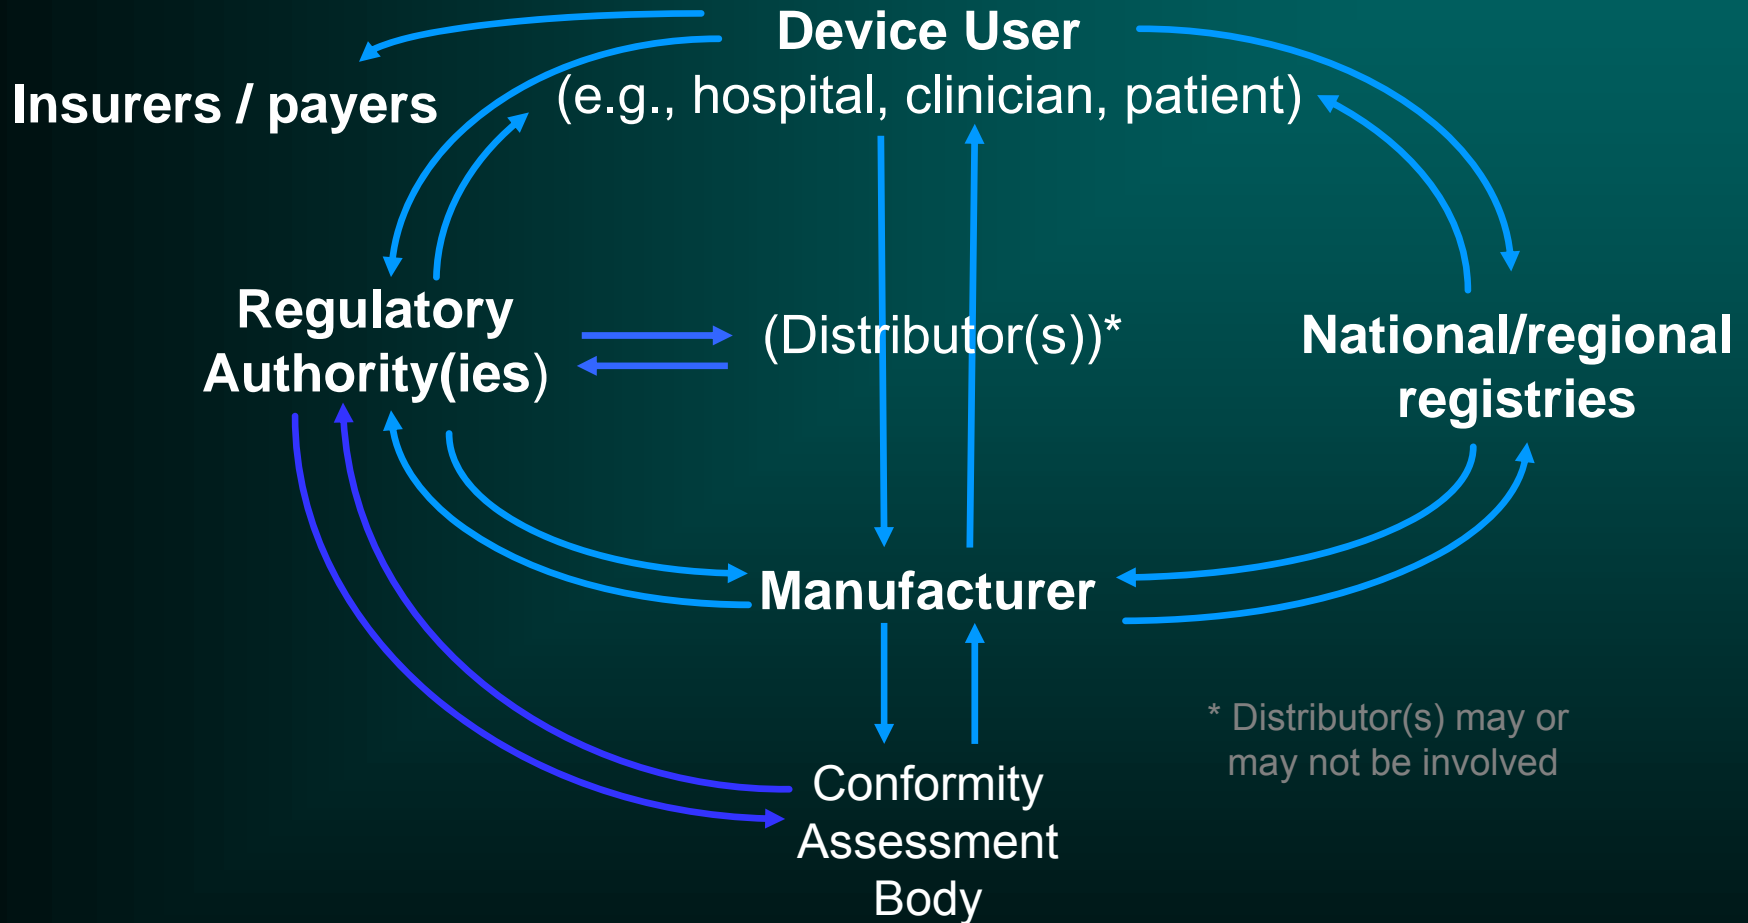 Device User
(e.g., hospital, clinician, patient)
Insurers / payers
Regulatory
Authority(ies)
(Distributor(s))*
National/regional
registries
Manufacturer
* Distributor(s) may or
may not be involved
Conformity
Assessment
Body